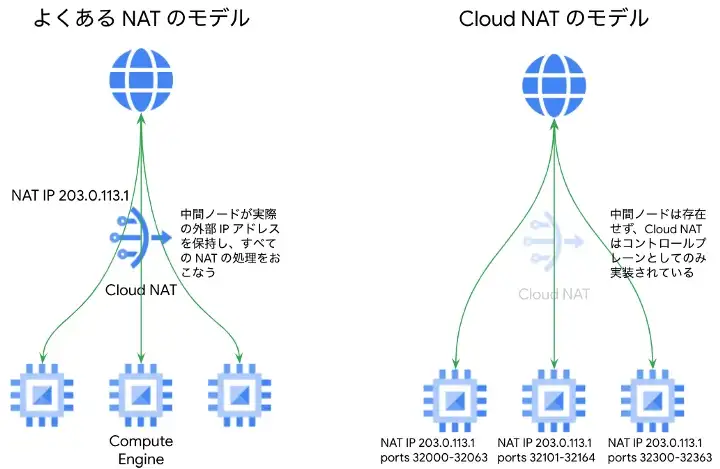 よくある NAT のモデル
NAT IP 203.0.113.1
中間ノードが実際
の外部 IP アドレス
を保持し、すべて
の NAT の処理をお
こなう
Cloud NAT
Compute
Engine
Cloud NAT のモデル
中間ノードは存在
せず、Cloud NAT
はコントロールプ
レーンとしてのみ
実装されている
Cloud NAT
NAT IP 203.0.113.1
ports 32000-32063
NAT IP 203.0.113.1
ports 32101-32164
NAT IP 203.0.113.1
ports 32300-32363